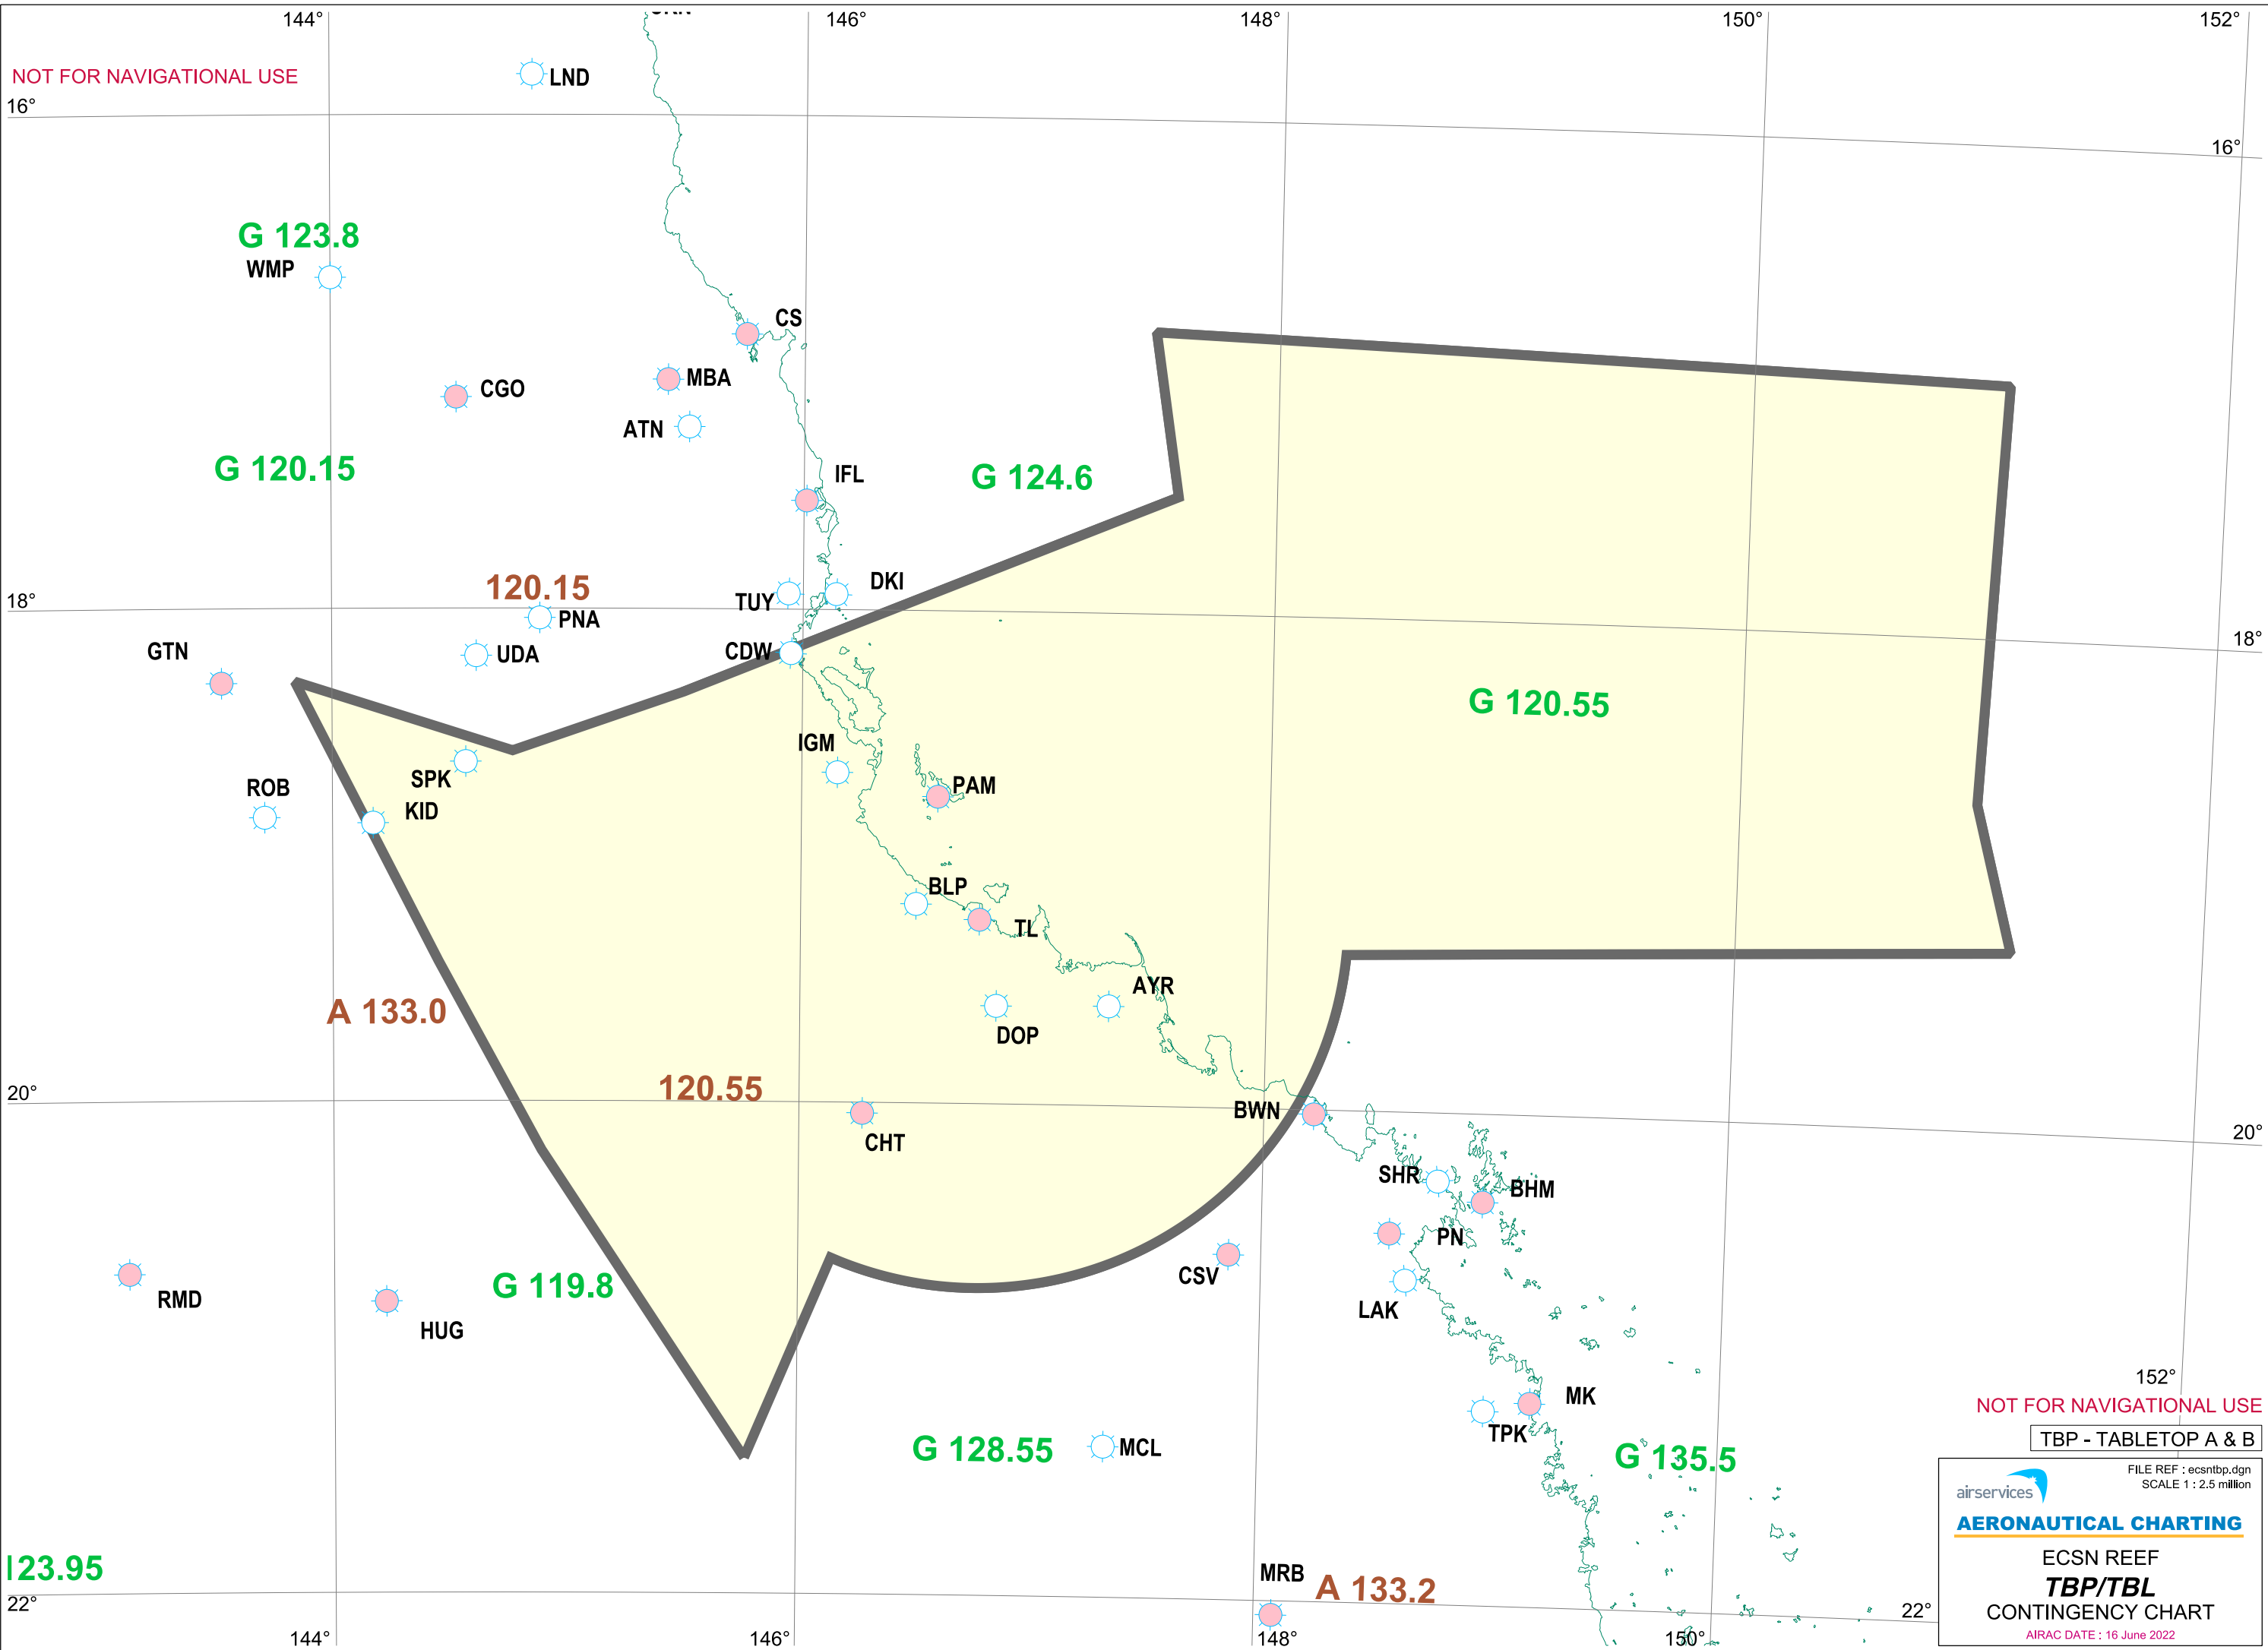 144°
146°
148°
150°
152°
NOT FOR NAVIGATIONAL USE
LND
16°
16°
G 123.8
WMP
CS
MBA
CGO
ATN
G 120.15
IFL
G 124.6
120.15
DKI
TUY
18°
PNA
18°
GTN
UDA
CDW
G 120.55
IGM
SPK
PAM
ROB
KID
BLP
TL
AYR
A 133.0
DOP
120.55
20°
BWN
20°
CHT
SHR
BHM
PN
CSV
G 119.8
RMD
LAK
HUG
152°
MK
NOT FOR NAVIGATIONAL USE
TPK
TBP - TABLETOP A & B
G 128.55
MCL
G 135.5
FILE REF : ecsntbp.dgn
SCALE 1 : 2.5 million
airservices
AERONAUTICAL CHARTING
ECSN REEF
TBP/TBL
CONTINGENCY CHART
AIRAC DATE : 16 June 2022
123.95
MRB
A 133.2
22°
22°
144°
146°
148°
150°